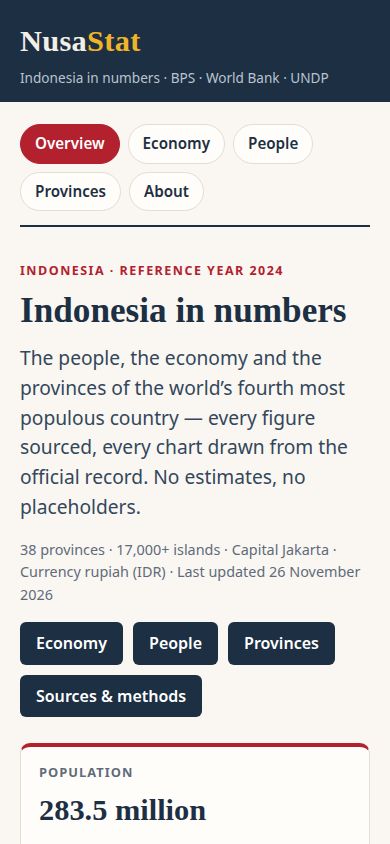 NusaStat
Indonesia in numbers · BPS · World Bank · UNDP
Overview
Economy
People
Provinces
About
INDONESIA · REFERENCE YEAR 2024
Indonesia in numbers
The people, the economy and the
provinces of the world’s fourth most
populous country — every figure
sourced, every chart drawn from the
official record. No estimates, no
placeholders.
38 provinces · 17,000+ islands · Capital Jakarta ·
Currency rupiah (IDR) · Last updated 26 November
2026
Economy
People
Provinces
Sources & methods
POPULATION
283.5 million